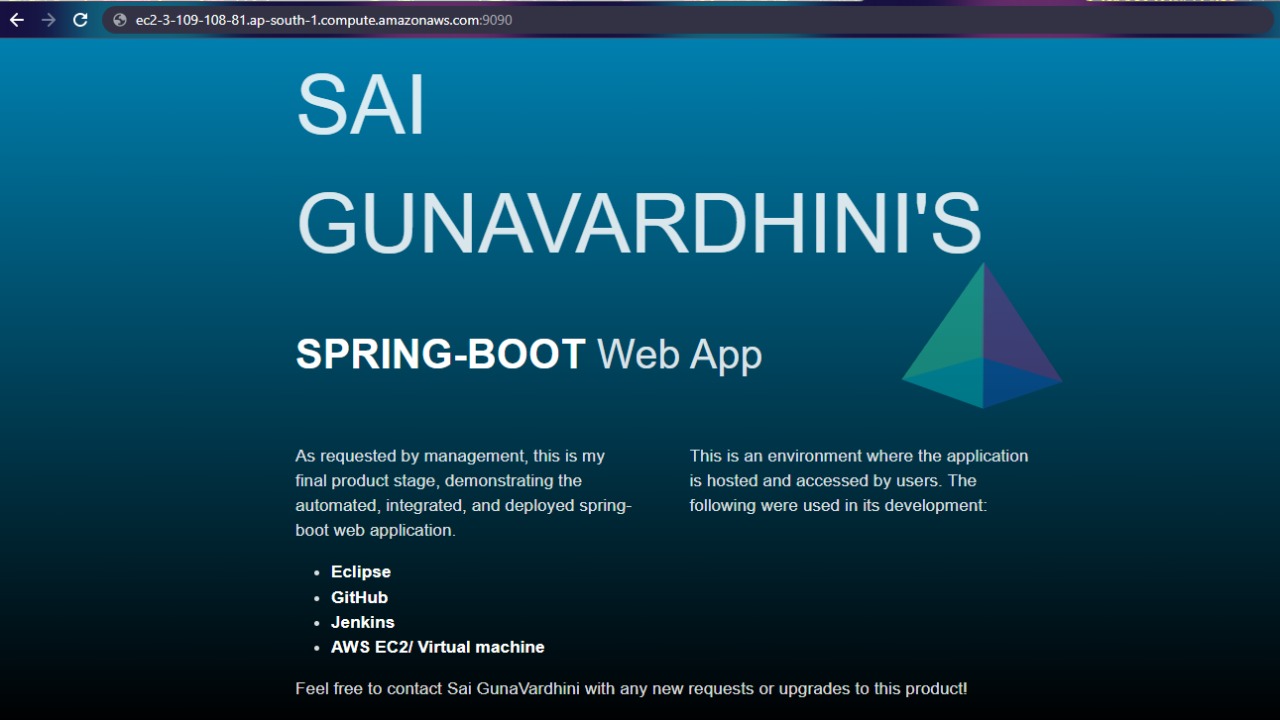 ec2-3-109-108-81.ap-south-1.compute.amazonaws.com:9090
SAI
GUNAVARDHINI'S
SPRING-BOOT Web App
As requested by management, this is my
final product stage, demonstrating the
automated, integrated, and deployed spring-
boot web application.
This is an environment where the application
is hosted and accessed by users. The
following were used in its development:
• Eclipse
• GitHub
• Jenkins
• AWS EC2/ Virtual machine
Feel free to contact Sai GunaVardhini with any new requests or upgrades to this product!